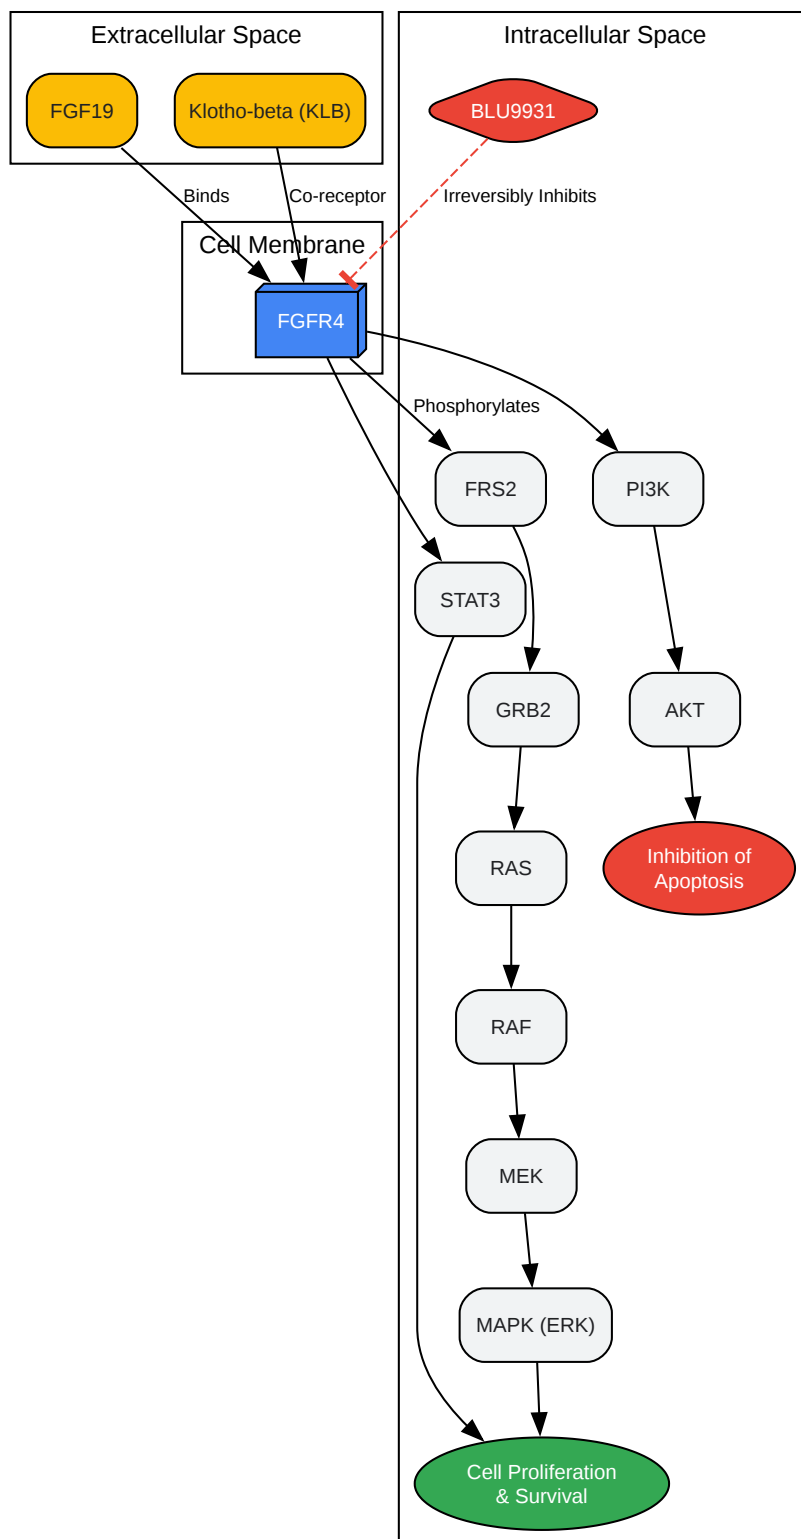 Extracellular Space
Intracellular Space
FGF19
Klotho-beta (KLB)
BLU9931
Binds
Co-receptor
Irreversibly Inhibits
Cell Membrane
FGFR4
Phosphorylates
FRS2
PI3K
STAT3
GRB2
AKT
RAS
Inhibition of
Apoptosis
RAF
MEK
MAPK (ERK)
Cell Proliferation
& Survival